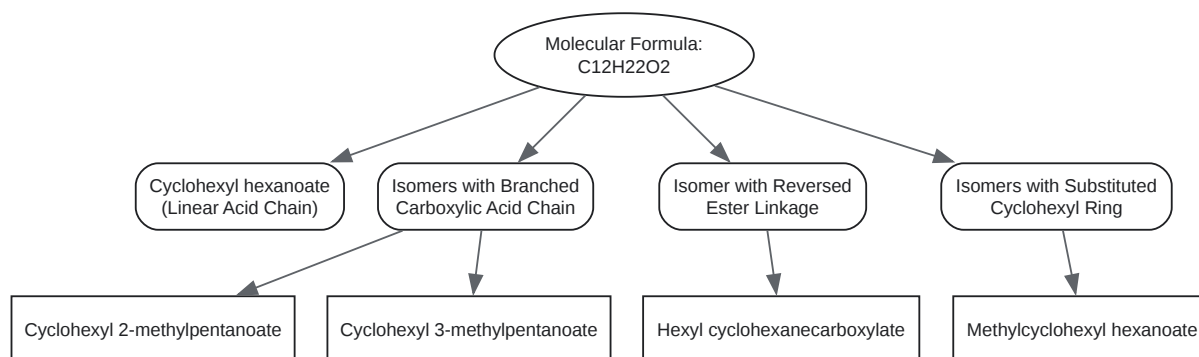 Molecular Formula:
C12H22O2
Cyclohexyl hexanoate
(Linear Acid Chain)
Isomers with Branched
Carboxylic Acid Chain
Isomer with Reversed
Ester Linkage
Isomers with Substituted
Cyclohexyl Ring
Cyclohexyl 2-methylpentanoate
Cyclohexyl 3-methylpentanoate
Hexyl cyclohexanecarboxylate
Methylcyclohexyl hexanoate